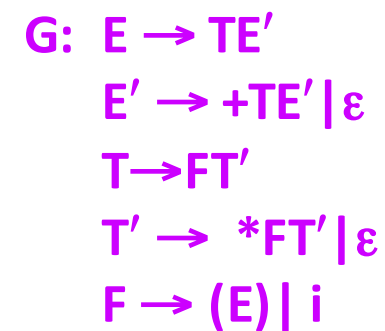 G: E → TE′
E′ → +TE′|ε
T→FT′
T′ → *FT′|ε
F → (E)| i